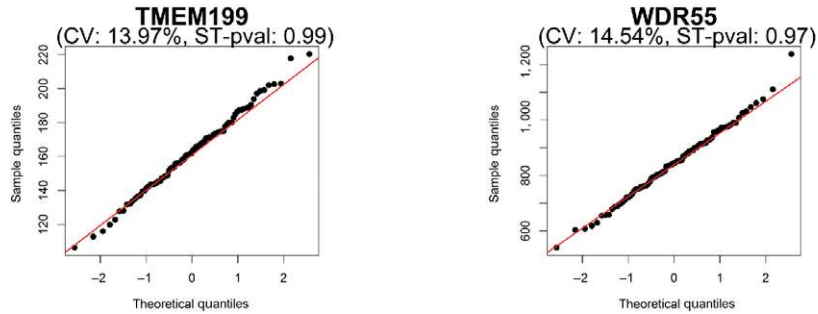 TMEM199
(CV: 13.97%, ST-pval: 0.99)
220
200
180
160
140
120
Sample quantiles
−2 −1 0 1 2
Theoretical quantiles
WDR55
(CV: 14.54%, ST-pval: 0.97)
1, 200
1, 000
800
600
Sample quantiles
−2 −1 0 1 2
Theoretical quantiles